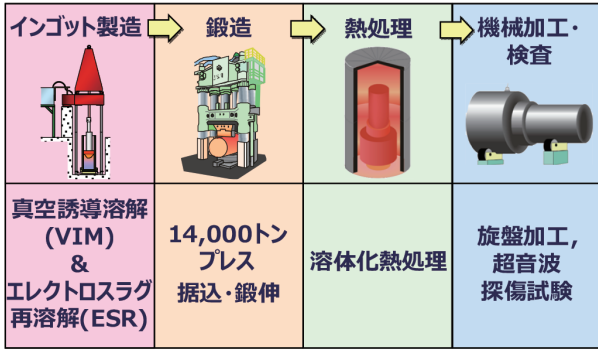 インゴット製造
鍛造
熱処理
機械加工・
検査
真空誘導溶解
(VIM)
&
エレクトロスラグ
再溶解(ESR)
14,000トン
プレス
据込・鍛伸
溶体化熱処理
旋盤加工,
超音波
探傷試験